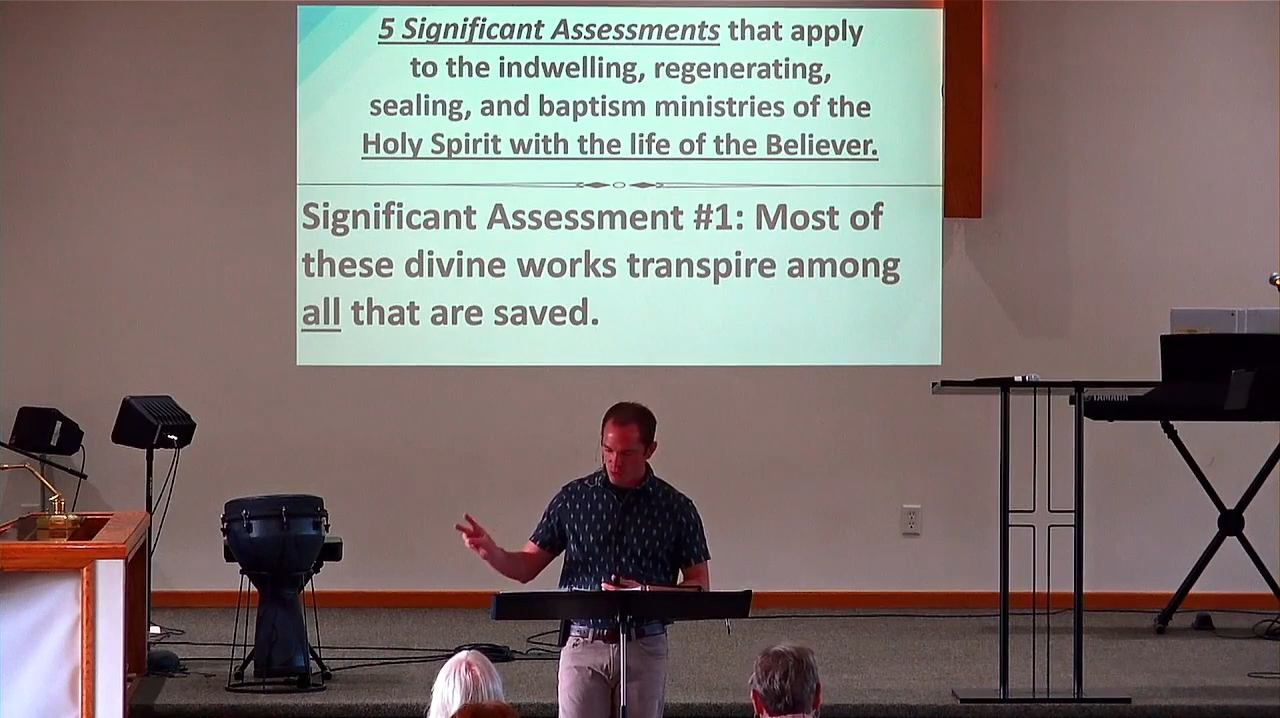 5 Significant Assessments that apply
to the indwelling, regenerating,
sealing, and baptism ministries of the
Holy Spirit with the life of the Believer.
Significant Assessment #1: Most of
these divine works transpire among
all that are saved.
YAMAHA